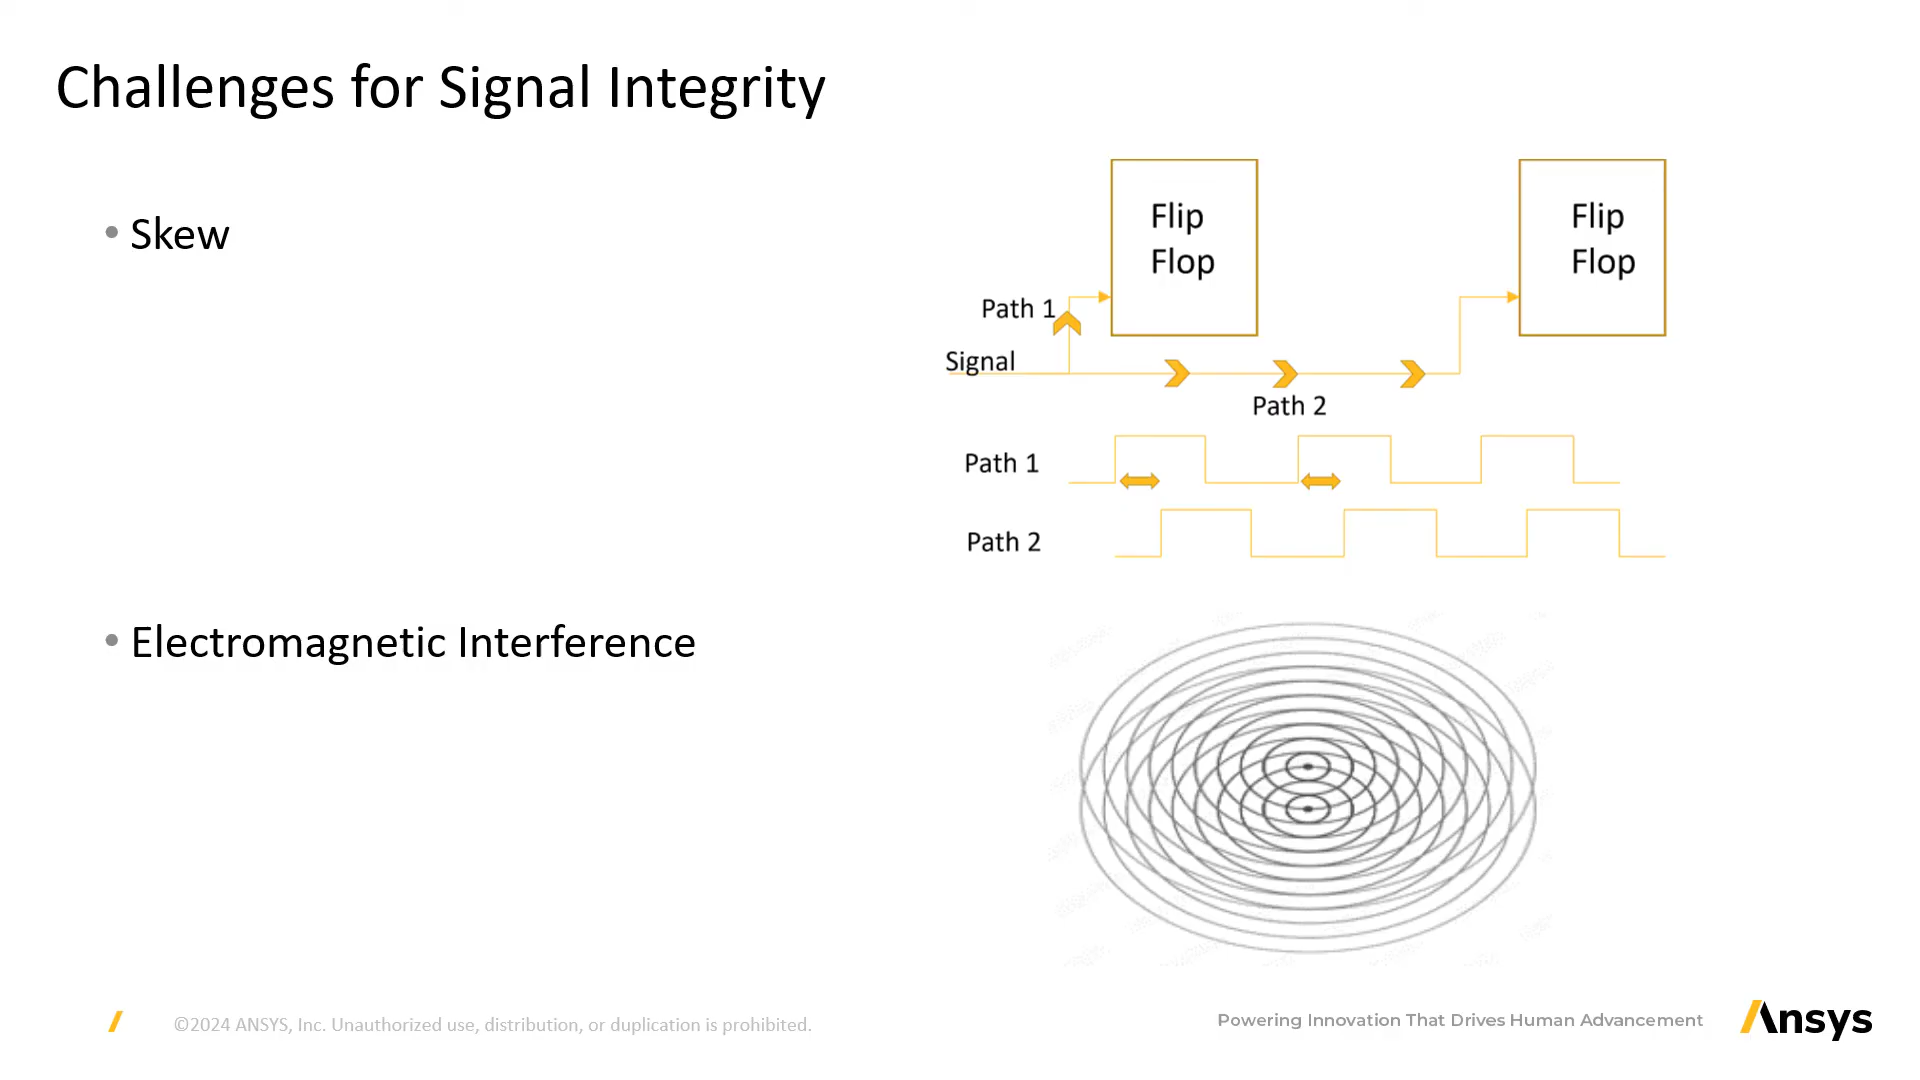 Challenges for Signal Integrity
• Skew
Flip
Flop
Flip
Flop
Path 1
Signal
Path 2
Path 1
Path 2
• Electromagnetic Interference
©2024 ANSYS, Inc. Unauthorized use, distribution, or duplication is prohibited.
Powering Innovation That Drives Human Advancement
Ansys